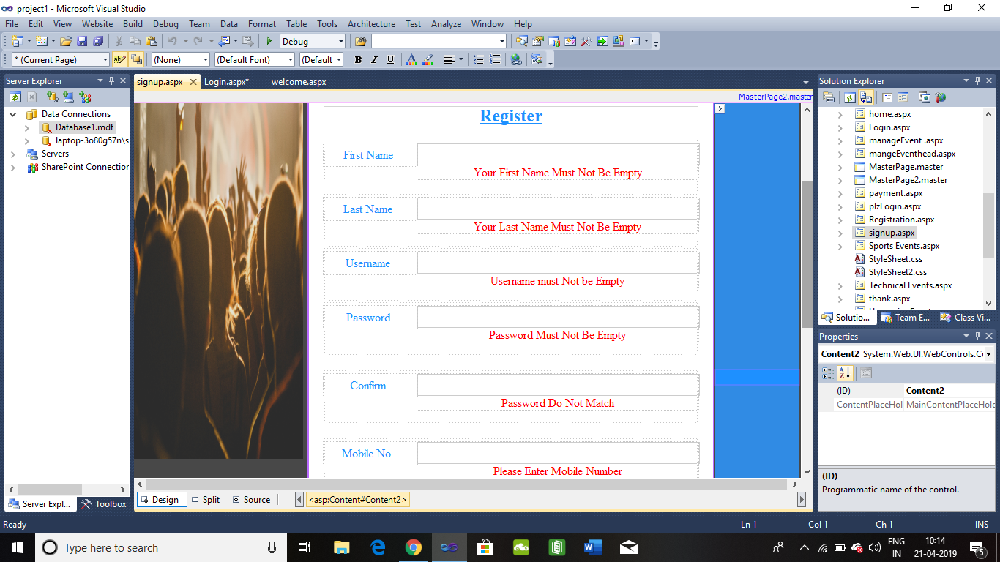 project1 - Microsoft Visual Studio
File Edit View Website Build Debug Team Data Format Table Tools Architecture Test Analyze Window Help
Debug
* (Current Page) (None) (Default Font) (Default B I U A
Server Explorer
Data Connections
Database1.mdf
laptop-3o80g57n\s
Servers
SharePoint Connection
Server Expl... Toolbox
signup.aspx Login.aspx* welcome.aspx
MasterPage2.master
Register
First Name
Your First Name Must Not Be Empty
Last Name
Your Last Name Must Not Be Empty
Username
Username must Not be Empty
Password
Password Must Not Be Empty
Confirm
Password Do Not Match
Mobile No.
Please Enter Mobile Number
Design Split Source <asp:Content#Content2>
Solution Explorer
home.aspx
Login.aspx
manageEvent .aspx
mangeEventhead.aspx
MasterPage.master
MasterPage2.master
payment.aspx
plzLogin.aspx
Registration.aspx
signup.aspx
Sports Events.aspx
StyleSheet.css
StyleSheet2.css
Technical Events.aspx
thank.aspx
Solutio... Team E... Class Vi...
Properties
Content2 System.Web.UI.WebControls.Co
(ID) Content2
ContentPlaceHol MainContentPlaceHold
(ID)
Programmatic name of the control.
Ready Ln 1 Col 1 Ch 1 INS
Type here to search
ENG
IN
10:14
21-04-2019
5